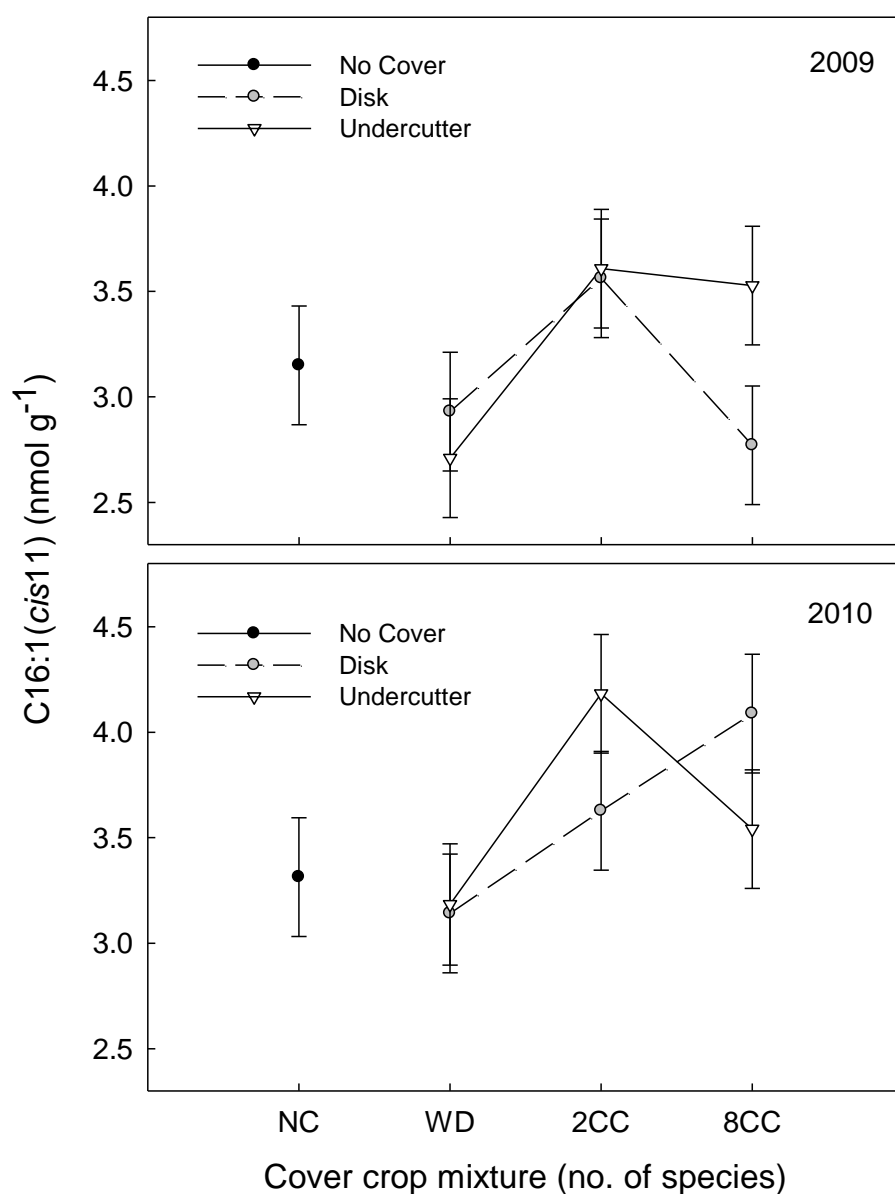 2009
No Cover
Disk
Undercutter
4.5
4.0
3.5
3.0
2.5
C16:1(cis11) (nmol g-1)
2010
No Cover
Disk
Undercutter
4.5
4.0
3.5
3.0
2.5
NC WD 2CC 8CC
Cover crop mixture (no. of species)